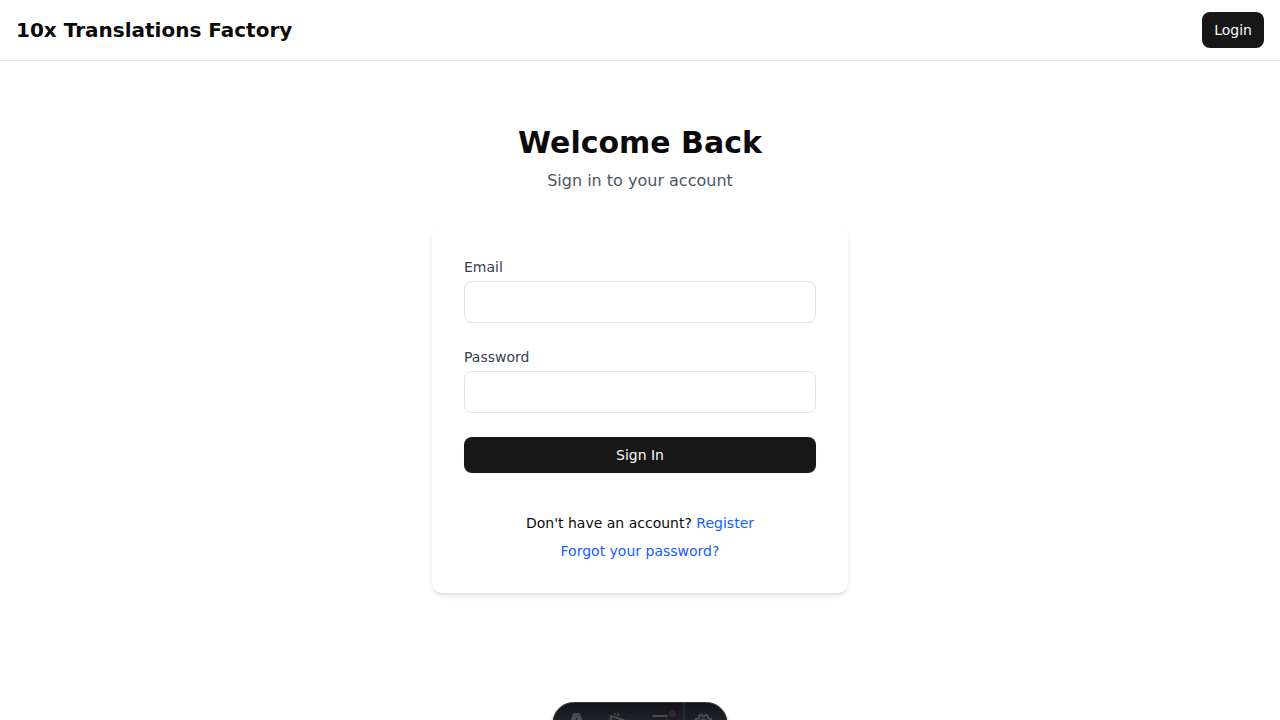 10x Translations Factory
Login
Welcome Back
Sign in to your account
Email
Password
Sign In
Don't have an account? Register
Forgot your password?